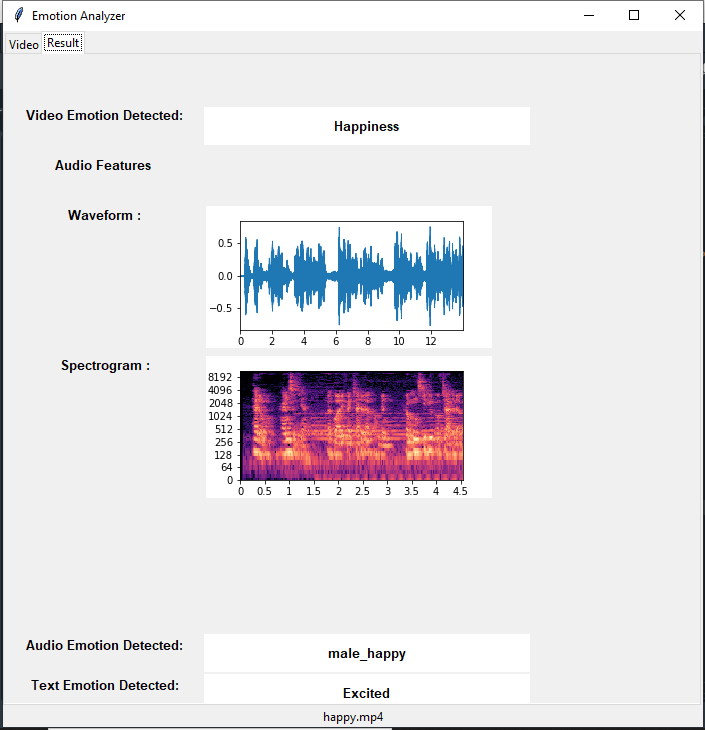 Emotion Analyzer
Video Result
Video Emotion Detected: Happiness
Audio Features
Waveform :
0.5
0.0
−0.5
0 2 4 6 8 10 12
Spectrogram :
8192
4096
2048
1024
512
256
128
64
0
0 0.5 1 1.5 2 2.5 3 3.5 4 4.5
Audio Emotion Detected: male_happy
Text Emotion Detected: Excited
happy.mp4